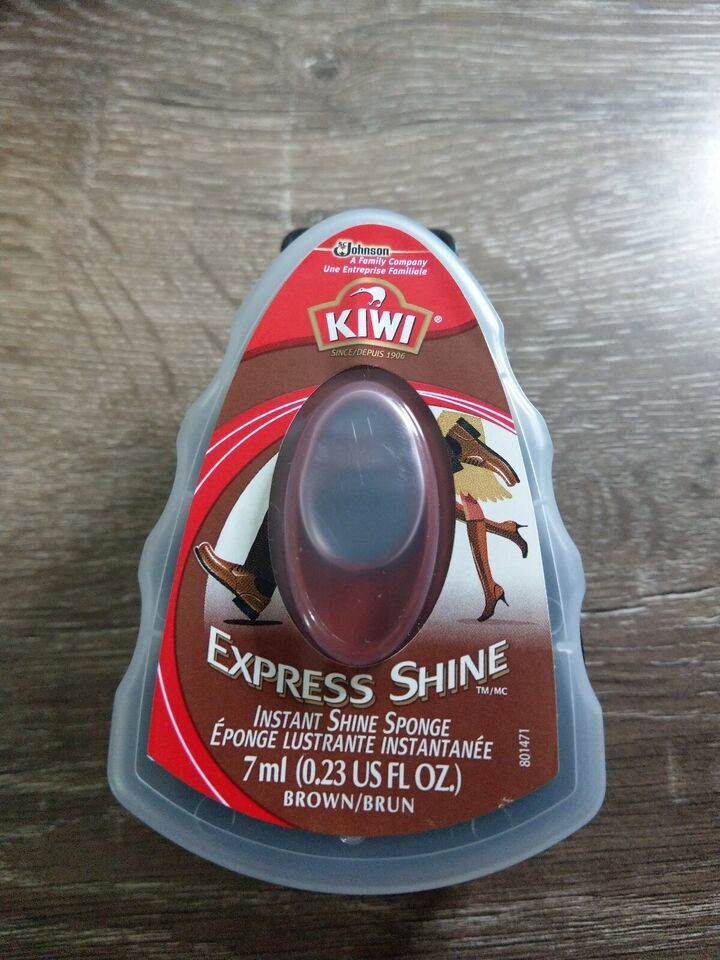 SC Johnson
A Family Company
Une Entreprise Familiale
KIWI®
SINCE/DEPUIS 1906
EXPRESS SHINE TM/MC
INSTANT SHINE SPONGE
ÉPONGE LUSTRANTE INSTANTANÉE
7 ml (0.23 US FL OZ.)
BROWN/BRUN
801471